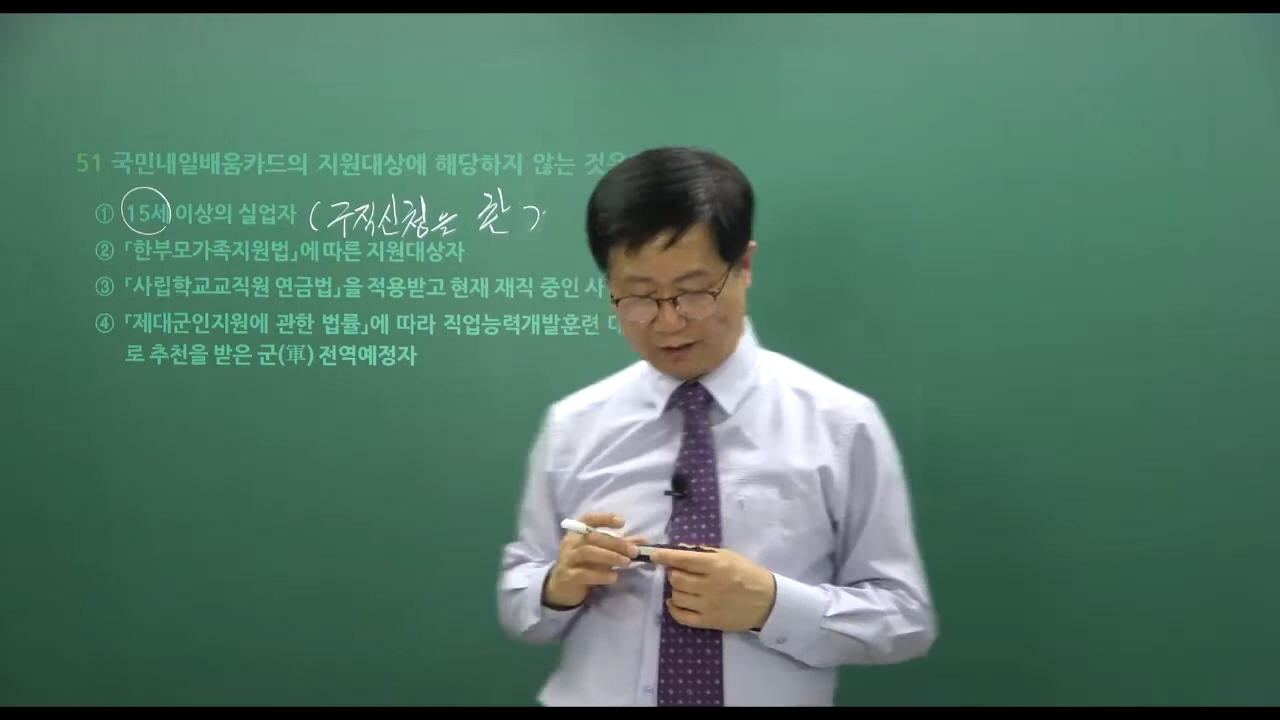 51 국민내일배움카드의 지원대상에 해당하지 않는 것은
① 15세 이상의 실업자 (구직신청을 한
② 「한부모가족지원법」에 따른 지원대상자
③ 「사립학교교직원 연금법」을 적용받고 현재 재직 중인 사
④ 「제대군인지원에 관한 법률」에 따라 직업능력개발훈련
로 추천을 받은 군(軍) 전역예정자